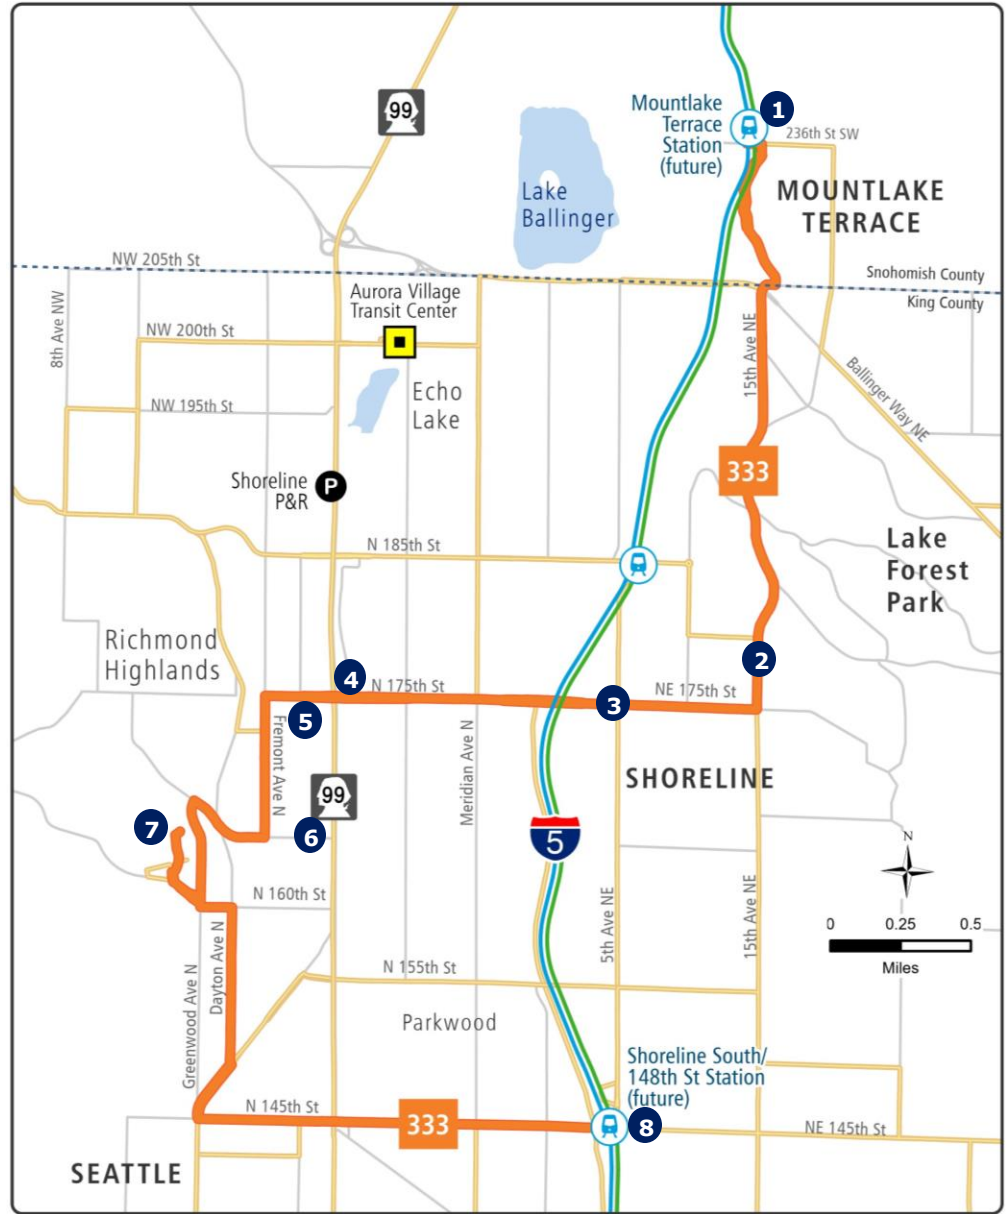 99
Mountlake
Terrace
Station
(future)
1
236th St SW
MOUNTLAKE
TERRACE
Lake
Ballinger
NW 205th St
Snohomish County
King County
8th Ave NW
Aurora Village
Transit Center
NW 200th St
15th Ave NE
Ballinger Way NE
Echo
Lake
NW 195th St
333
Shoreline
P&R
P
N 185th St
Lake
Forest
Park
Richmond
Highlands
2
4
N 175th St
NE 175th St
3
5
Fremont Ave N
Meridian Ave N
SHORELINE
99
7
6
5
N
N 160th St
5th Ave NE
15th Ave NE
0 0.25 0.5
Miles
Dayton Ave N
Greenwood Ave N
N 155th St
Parkwood
Shoreline South/
148th St Station
(future)
N 145th St
333
8
NE 145th St
SEATTLE